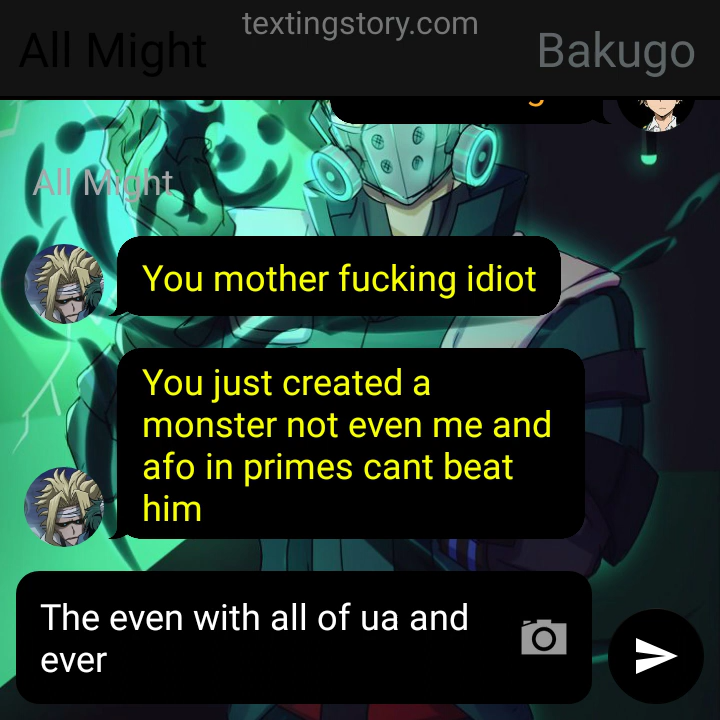 textingstory.com
All Might
Bakugo
All Might
You mother fucking idiot
You just created a
monster not even me and
afo in primes cant beat
him
The even with all of ua and
ever